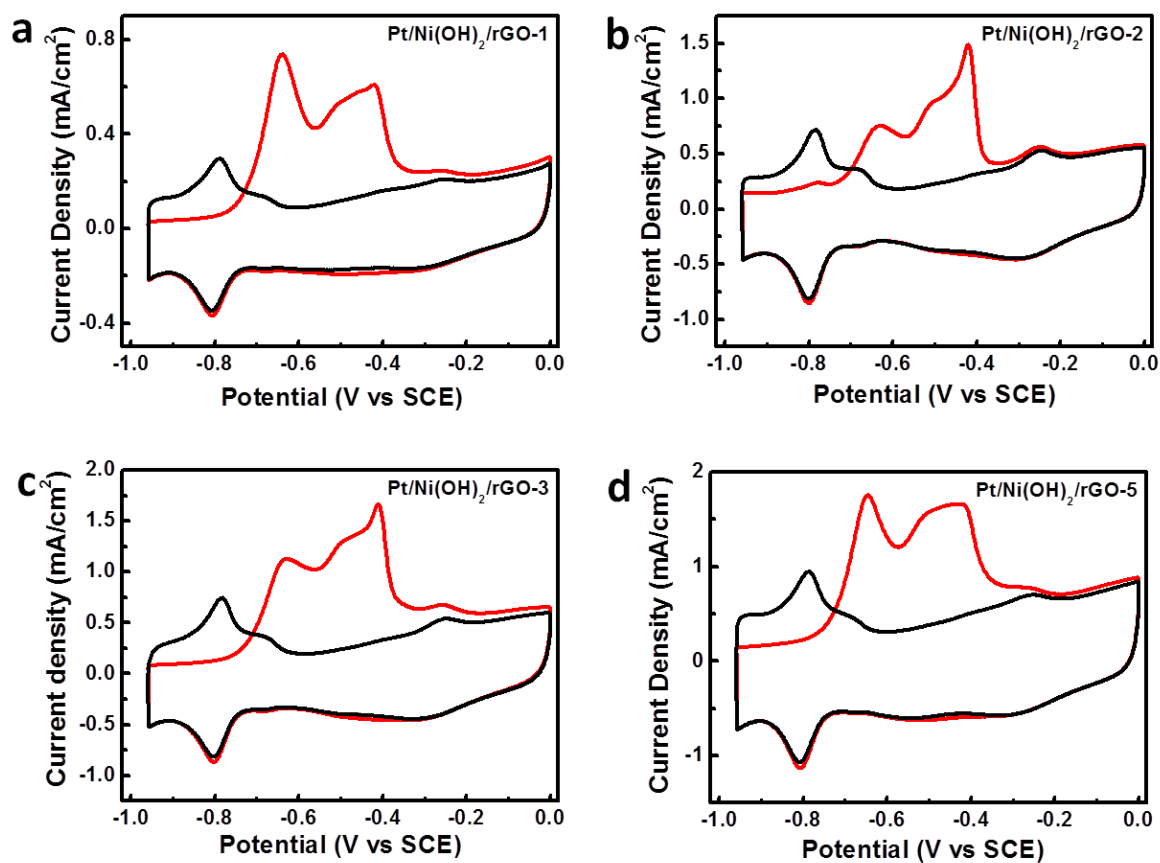 a
Pt/Ni(OH)2/rGO-1
Current Density (mA/cm2)
0.8
0.4
0.0
-0.4
-1.0 -0.8 -0.6 -0.4 -0.2 0.0
Potential (V vs SCE)
b
Pt/Ni(OH)2/rGO-2
Current Density (mA/cm2)
1.5
1.0
0.5
0.0
-0.5
-1.0
-1.0 -0.8 -0.6 -0.4 -0.2 0.0
Potential (V vs SCE)
c
Pt/Ni(OH)2/rGO-3
Current density (mA/cm2)
2.0
1.5
1.0
0.5
0.0
-0.5
-1.0
-1.0 -0.8 -0.6 -0.4 -0.2 0.0
Potential (V vs SCE)
d
Pt/Ni(OH)2/rGO-5
Current Density (mA/cm2)
2
1
0
-1
-1.0 -0.8 -0.6 -0.4 -0.2 0.0
Potential (V vs SCE)